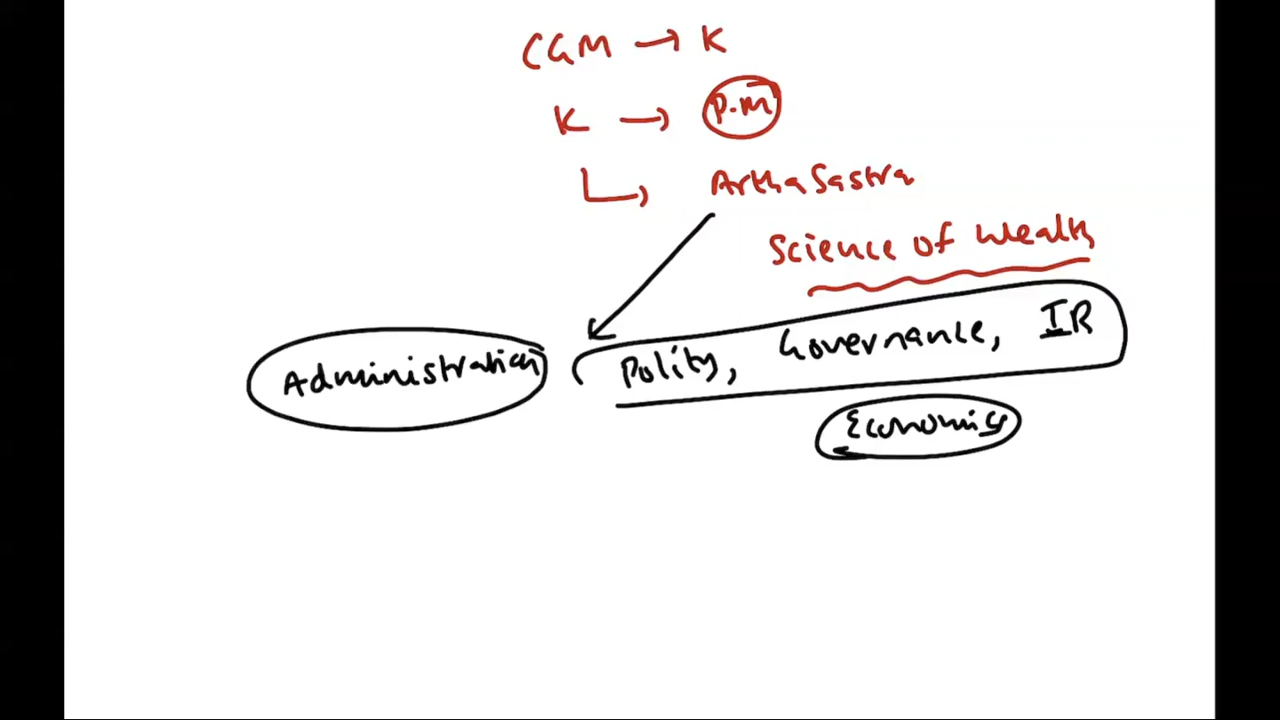 CGM → K
K → P.M
↳ ArthaSastra
Science of Wealth
Administration Polity, Governance, IR
Economics